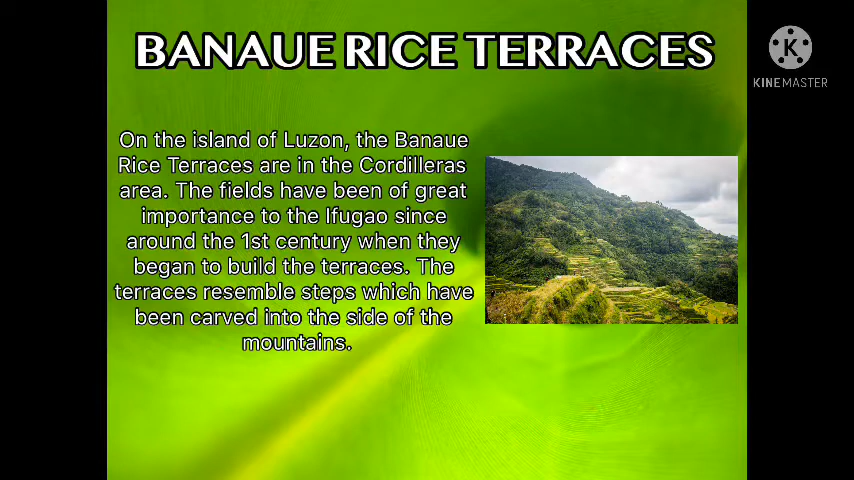 BANAUE RICE TERRACES
K
KINEMASTER
On the island of Luzon, the Banaue
Rice Terraces are in the Cordilleras
area. The fields have been of great
importance to the Ifugao since
around the 1st century when they
began to build the terraces. The
terraces resemble steps which have
been carved into the side of the
mountains.